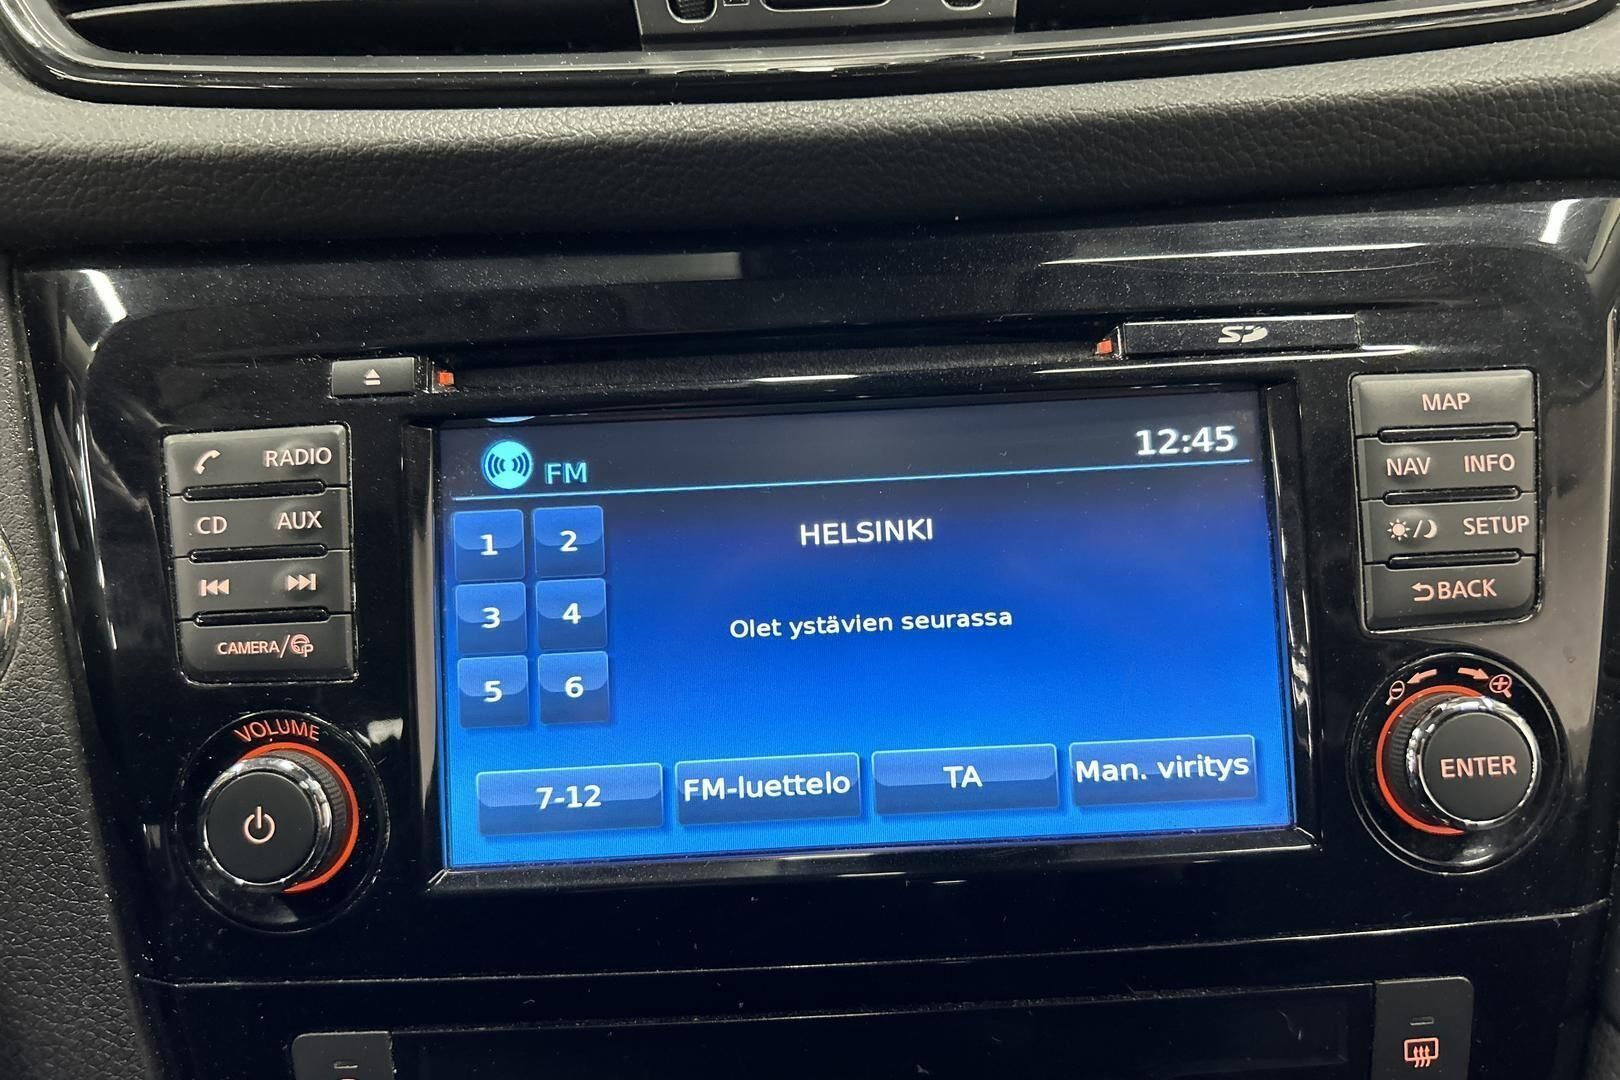 SD
RADIO
CD AUX
CAMERA/
VOLUME
FM 12:45
HELSINKI
Olet ystävien seurassa
1 2
3 4
5 6
7-12 FM-luettelo TA Man. viritys
MAP
NAV INFO
SETUP
BACK
ENTER